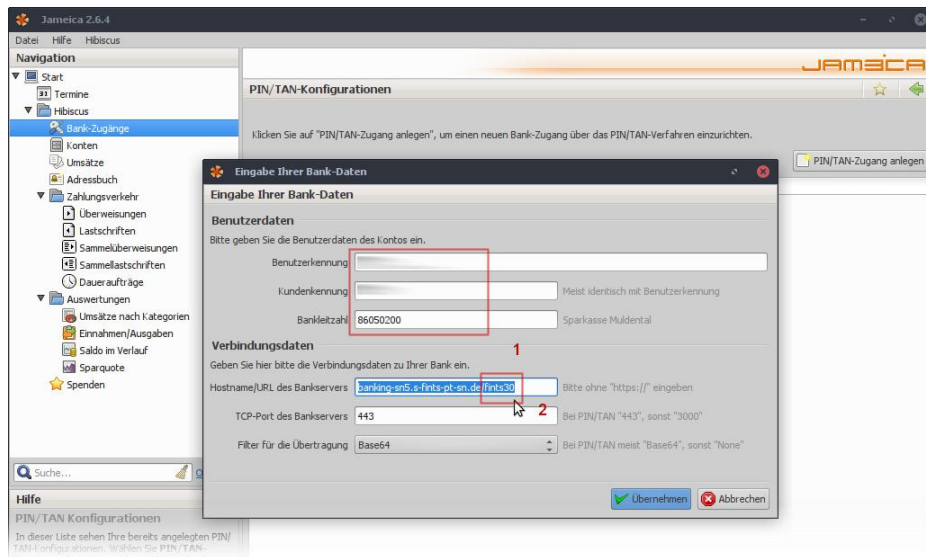 Jameica 2.6.4
Datei Hilfe Hibiscus
Navigation
Start
31 Termine
Hibiscus
Bank-Zugänge
Konten
Umsätze
Adressbuch
Zahlungsverkehr
Überweisungen
Lastschriften
Sammelüberweisungen
Sammellastschriften
Daueraufträge
Auswertungen
Umsätze nach Kategorien
Einnahmen/Ausgaben
Saldo im Verlauf
Sparquote
Spenden
Suche...
Hilfe
PIN/TAN Konfigurationen
In dieser Liste sehen Ihre bereits angelegten PIN/
TAN-Konfigurationen. Wählen Sie PIN/TAN-
JAMEICA
PIN/TAN-Konfigurationen
Klicken Sie auf "PIN/TAN-Zugang anlegen", um einen neuen Bank-Zugang über das PIN/TAN-Verfahren einzurichten.
PIN/TAN-Zugang anlegen
Eingabe Ihrer Bank-Daten
Eingabe Ihrer Bank-Daten
Benutzerdaten
Bitte geben Sie die Benutzerdaten des Kontos ein.
Benutzerkennung
Kundenkennung Meist identisch mit Benutzerkennung
Bankleitzahl 86050200 Sparkasse Muldental
1
Verbindungsdaten
Geben Sie hier bitte die Verbindungsdaten zu Ihrer Bank ein.
Hostname/URL des Bankservers banking-sn5.s-fints-pt-sn.de/fints30 Bitte ohne "https://" eingeben
2
TCP-Port des Bankservers 443 Bei PIN/TAN "443", sonst "3000"
Filter für die Übertragung Base64 Bei PIN/TAN meist "Base64", sonst "None"
Übernehmen Abbrechen